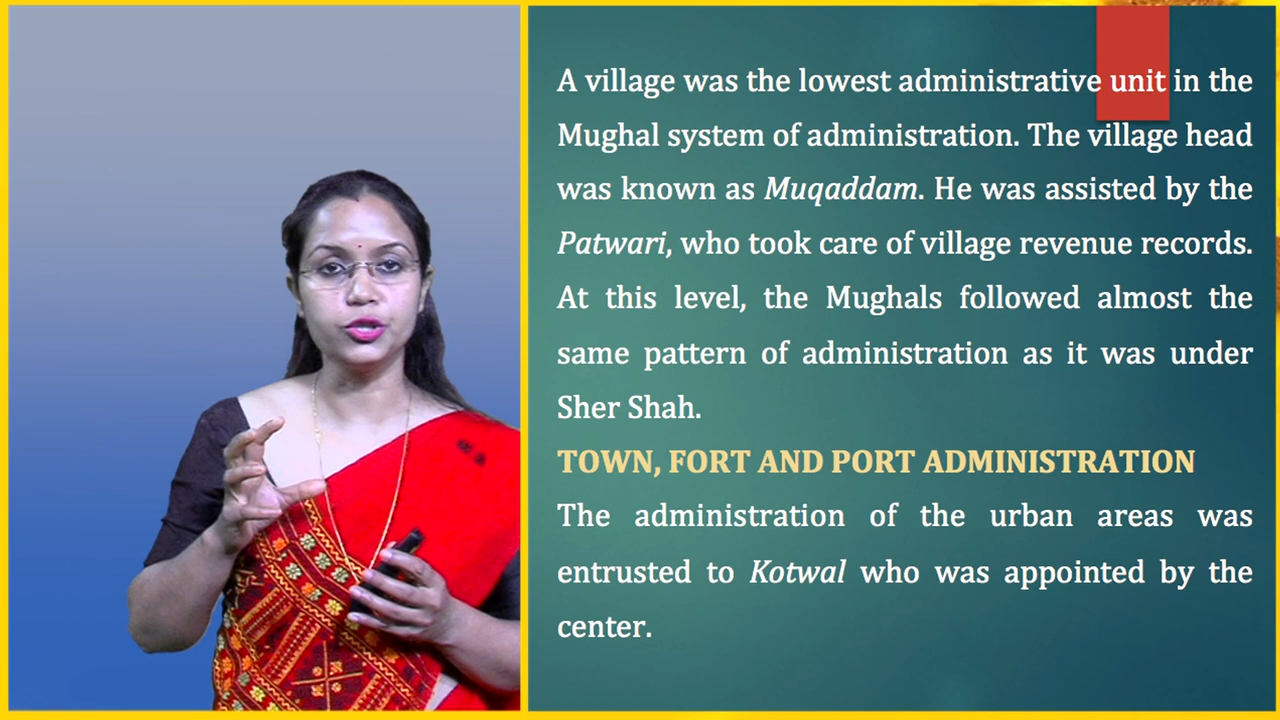 A village was the lowest administrative unit in the
Mughal system of administration. The village head
was known as Muqaddam. He was assisted by the
Patwari, who took care of village revenue records.
At this level, the Mughals followed almost the
same pattern of administration as it was under
Sher Shah.
TOWN, FORT AND PORT ADMINISTRATION
The administration of the urban areas was
entrusted to Kotwal who was appointed by the
center.